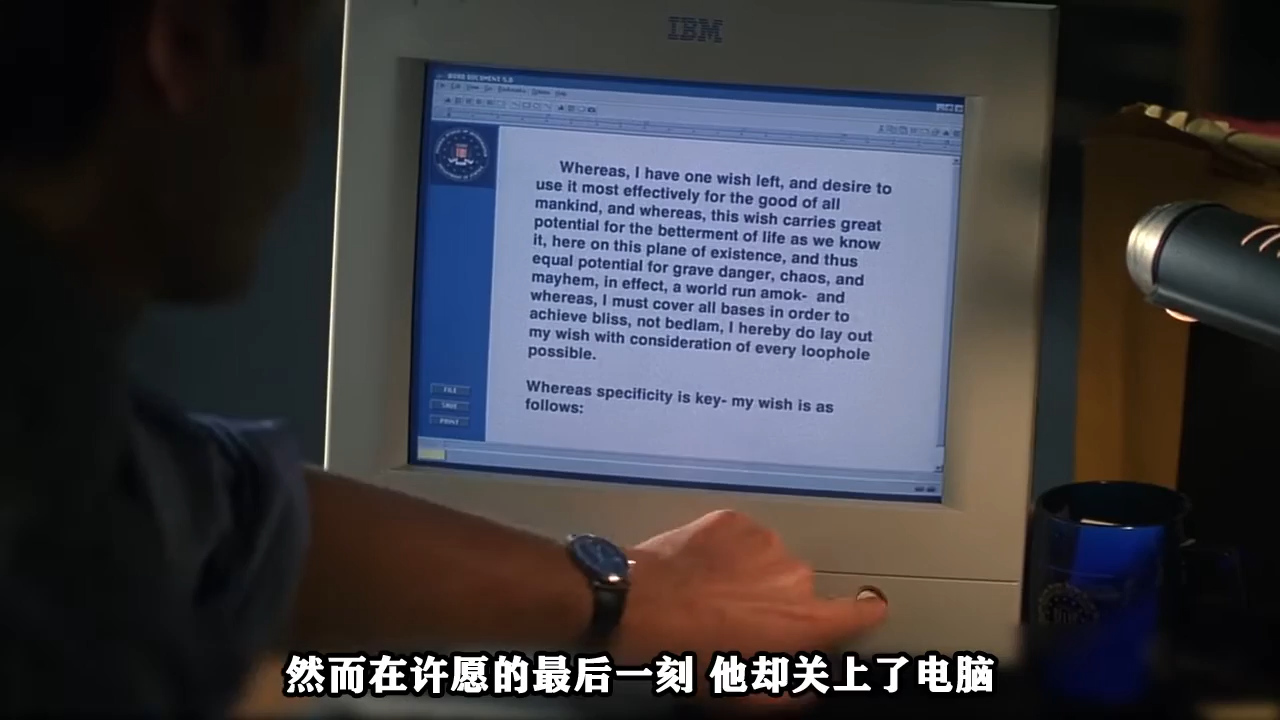 IBM
WORD DOCUMENT 5.0
Whereas, I have one wish left, and desire to
use it most effectively for the good of all
mankind, and whereas, this wish carries great
potential for the betterment of life as we know
it, here on this plane of existence, and thus
equal potential for grave danger, chaos, and
mayhem, in effect, a world run amok- and
whereas, I must cover all bases in order to
achieve bliss, not bedlam, I hereby do lay out
my wish with consideration of every loophole
possible.
Whereas specificity is key- my wish is as
follows:
FILE
SAVE
PRINT
然而在许愿的最后一刻 他却关上了电脑